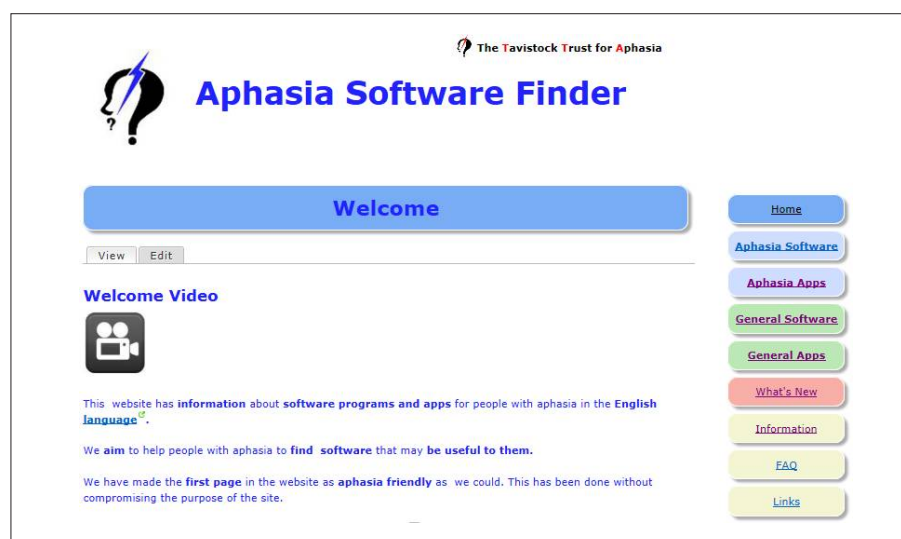 The Tavistock Trust for Aphasia
Aphasia Software Finder
?
Welcome
View Edit
Welcome Video
This website has information about software programs and apps for people with aphasia in the English
language .
We aim to help people with aphasia to find software that may be useful to them.
We have made the first page in the website as aphasia friendly as we could. This has been done without
compromising the purpose of the site.
Home
Aphasia Software
Aphasia Apps
General Software
General Apps
What's New
Information
FAQ
Links